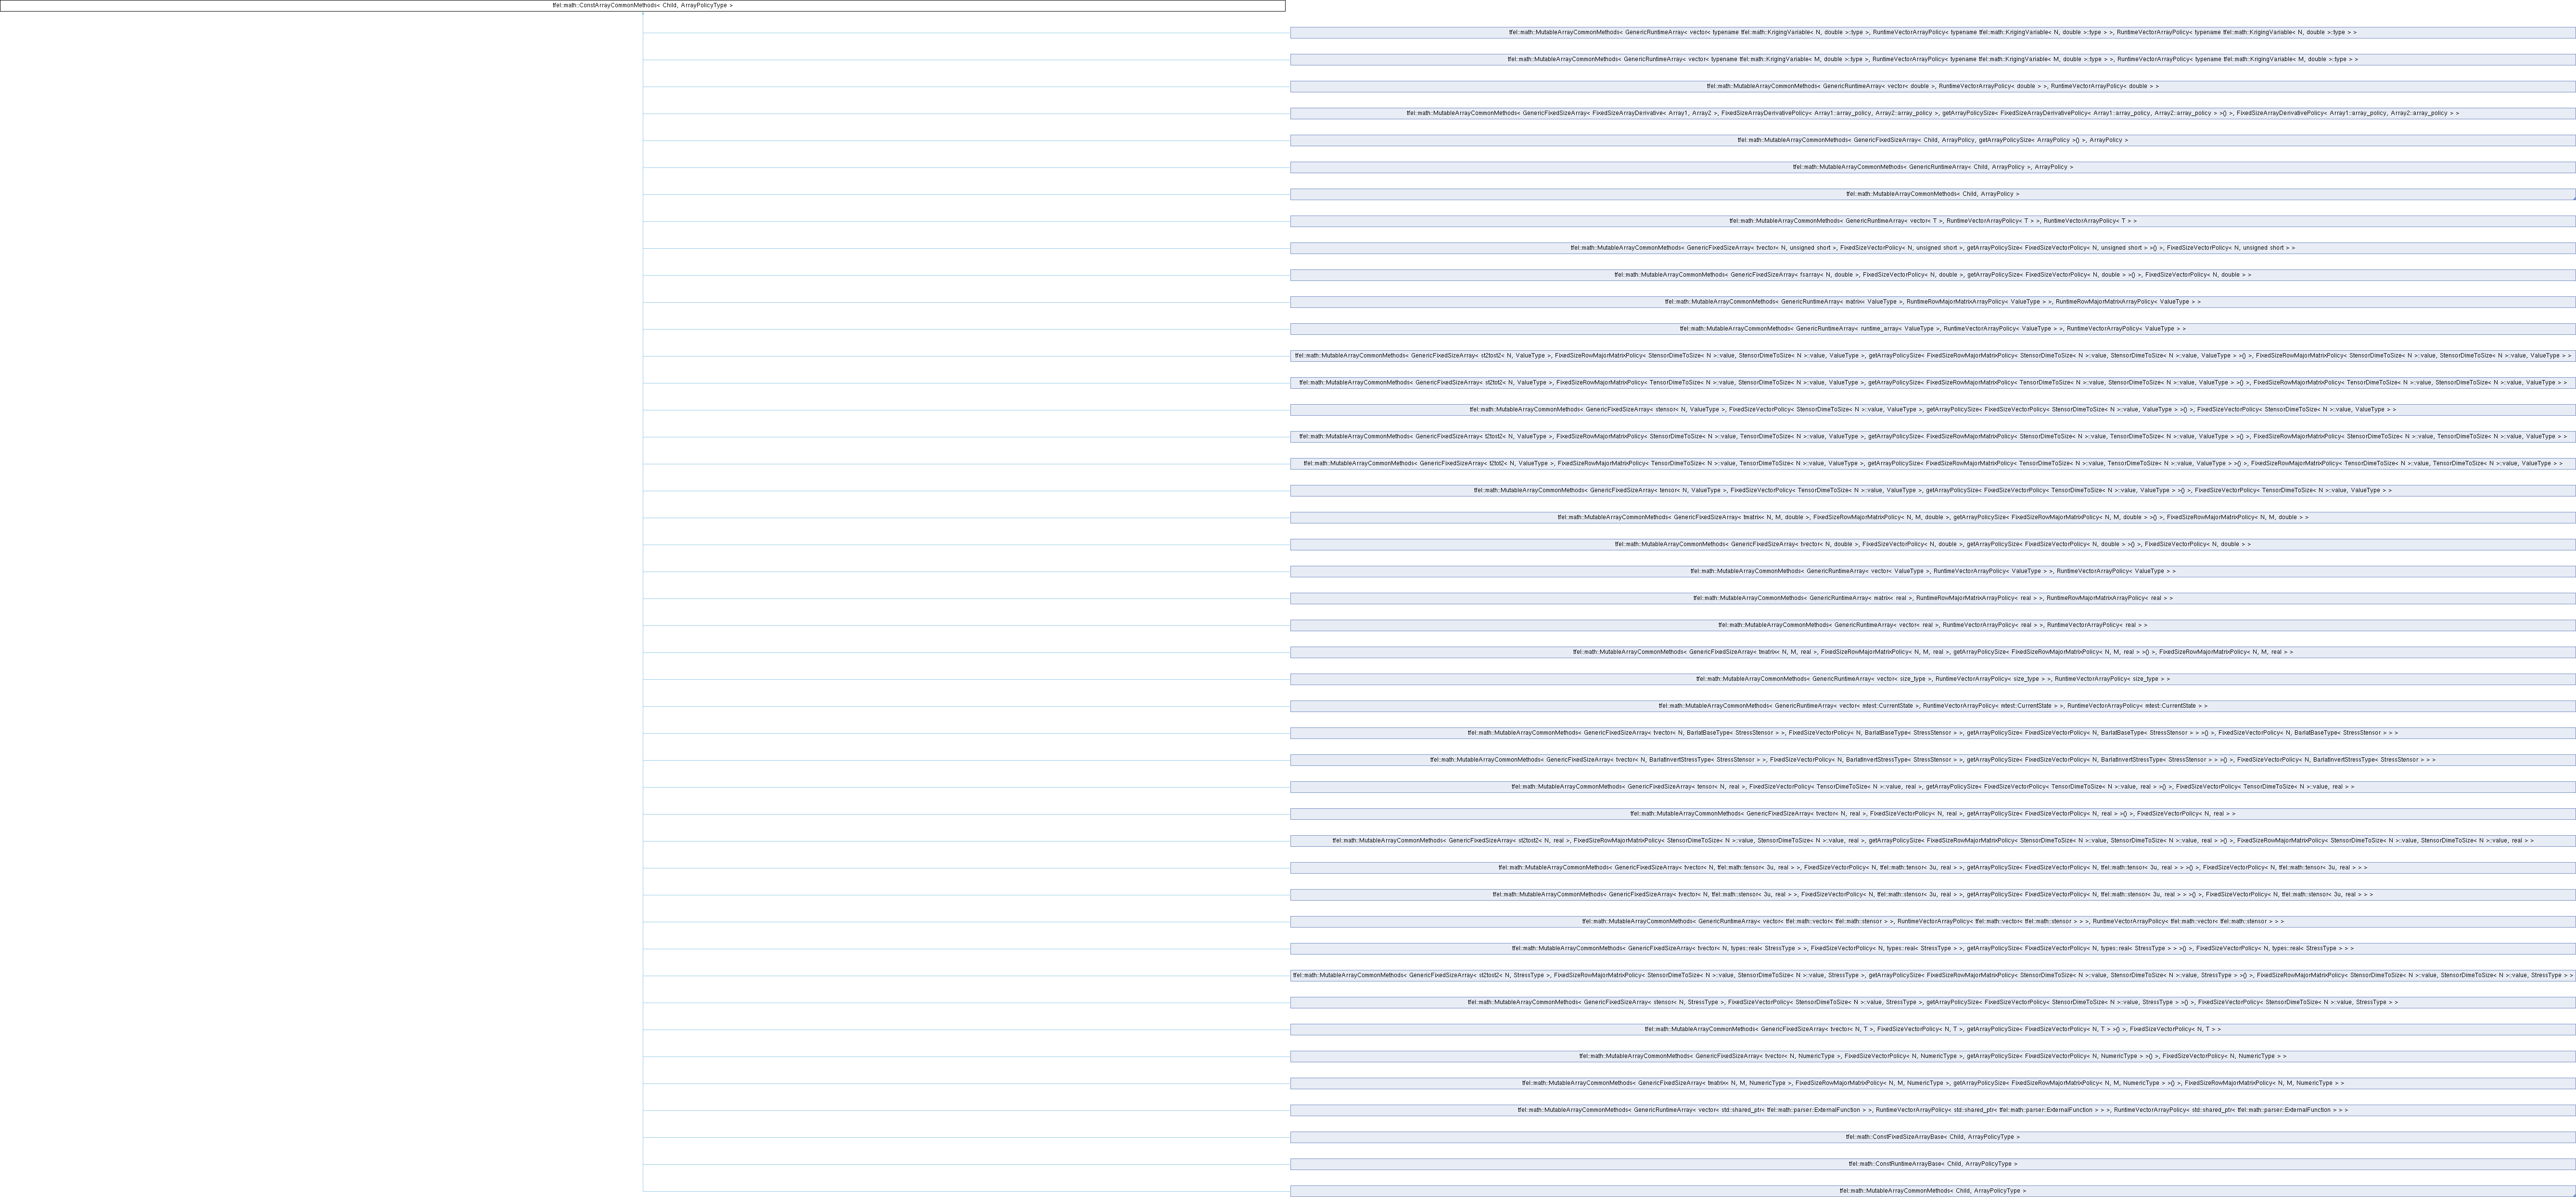 tfel::math::ConstArrayCommonMethods< Child, ArrayPolicyType >
tfel::math::MutableArrayCommonMethods< GenericRuntimeArray< vector< typename tfel::math::KrigingVariable< N, double >::type >, RuntimeVectorArrayPolicy< typename tfel::math::KrigingVariable< N, double >::type > >, RuntimeVectorArrayPolicy< typename tfel::math::KrigingVariable< N, double >::type > >
tfel::math::MutableArrayCommonMethods< GenericRuntimeArray< vector< typename tfel::math::KrigingVariable< M, double >::type >, RuntimeVectorArrayPolicy< typename tfel::math::KrigingVariable< M, double >::type > >, RuntimeVectorArrayPolicy< typename tfel::math::KrigingVariable< M, double >::type > >
tfel::math::MutableArrayCommonMethods< GenericRuntimeArray< vector< double >, RuntimeVectorArrayPolicy< double > >, RuntimeVectorArrayPolicy< double > >
tfel::math::MutableArrayCommonMethods< GenericFixedSizeArray< FixedSizeArrayDerivative< Array1, Array2 >, FixedSizeArrayDerivativePolicy< Array1::array_policy, Array2::array_policy >, getArrayPolicySize< FixedSizeArrayDerivativePolicy< Array1::array_policy, Array2::array_policy > >() >, FixedSizeArrayDerivativePolicy< Array1::array_policy, Array2::array_policy > >
tfel::math::MutableArrayCommonMethods< GenericFixedSizeArray< Child, ArrayPolicy, getArrayPolicySize< ArrayPolicy >() >, ArrayPolicy >
tfel::math::MutableArrayCommonMethods< GenericRuntimeArray< Child, ArrayPolicy >, ArrayPolicy >
tfel::math::MutableArrayCommonMethods< Child, ArrayPolicy >
tfel::math::MutableArrayCommonMethods< GenericRuntimeArray< vector< T >, RuntimeVectorArrayPolicy< T > >, RuntimeVectorArrayPolicy< T > >
tfel::math::MutableArrayCommonMethods< GenericFixedSizeArray< tvector< N, unsigned short >, FixedSizeVectorPolicy< N, unsigned short >, getArrayPolicySize< FixedSizeVectorPolicy< N, unsigned short > >() >, FixedSizeVectorPolicy< N, unsigned short > >
tfel::math::MutableArrayCommonMethods< GenericFixedSizeArray< fsarray< N, double >, FixedSizeVectorPolicy< N, double >, getArrayPolicySize< FixedSizeVectorPolicy< N, double > >() >, FixedSizeVectorPolicy< N, double > >
tfel::math::MutableArrayCommonMethods< GenericRuntimeArray< matrix< ValueType >, RuntimeRowMajorMatrixArrayPolicy< ValueType > >, RuntimeRowMajorMatrixArrayPolicy< ValueType > >
tfel::math::MutableArrayCommonMethods< GenericRuntimeArray< runtime_array< ValueType >, RuntimeVectorArrayPolicy< ValueType > >, RuntimeVectorArrayPolicy< ValueType > >
tfel::math::MutableArrayCommonMethods< GenericFixedSizeArray< st2tost2< N, ValueType >, FixedSizeRowMajorMatrixPolicy< StensorDimeToSize< N >::value, StensorDimeToSize< N >::value, ValueType >, getArrayPolicySize< FixedSizeRowMajorMatrixPolicy< StensorDimeToSize< N >::value, StensorDimeToSize< N >::value, ValueType > >() >, FixedSizeRowMajorMatrixPolicy< StensorDimeToSize< N >::value, StensorDimeToSize< N >::value, ValueType > >
tfel::math::MutableArrayCommonMethods< GenericFixedSizeArray< st2tot2< N, ValueType >, FixedSizeRowMajorMatrixPolicy< TensorDimeToSize< N >::value, StensorDimeToSize< N >::value, ValueType >, getArrayPolicySize< FixedSizeRowMajorMatrixPolicy< TensorDimeToSize< N >::value, StensorDimeToSize< N >::value, ValueType > >() >, FixedSizeRowMajorMatrixPolicy< TensorDimeToSize< N >::value, StensorDimeToSize< N >::value, ValueType > >
tfel::math::MutableArrayCommonMethods< GenericFixedSizeArray< stensor< N, ValueType >, FixedSizeVectorPolicy< StensorDimeToSize< N >::value, ValueType >, getArrayPolicySize< FixedSizeVectorPolicy< StensorDimeToSize< N >::value, ValueType > >() >, FixedSizeVectorPolicy< StensorDimeToSize< N >::value, ValueType > >
tfel::math::MutableArrayCommonMethods< GenericFixedSizeArray< t2tost2< N, ValueType >, FixedSizeRowMajorMatrixPolicy< StensorDimeToSize< N >::value, TensorDimeToSize< N >::value, ValueType >, getArrayPolicySize< FixedSizeRowMajorMatrixPolicy< StensorDimeToSize< N >::value, TensorDimeToSize< N >::value, ValueType > >() >, FixedSizeRowMajorMatrixPolicy< StensorDimeToSize< N >::value, TensorDimeToSize< N >::value, ValueType > >
tfel::math::MutableArrayCommonMethods< GenericFixedSizeArray< t2tot2< N, ValueType >, FixedSizeRowMajorMatrixPolicy< TensorDimeToSize< N >::value, TensorDimeToSize< N >::value, ValueType >, getArrayPolicySize< FixedSizeRowMajorMatrixPolicy< TensorDimeToSize< N >::value, TensorDimeToSize< N >::value, ValueType > >() >, FixedSizeRowMajorMatrixPolicy< TensorDimeToSize< N >::value, TensorDimeToSize< N >::value, ValueType > >
tfel::math::MutableArrayCommonMethods< GenericFixedSizeArray< tensor< N, ValueType >, FixedSizeVectorPolicy< TensorDimeToSize< N >::value, ValueType >, getArrayPolicySize< FixedSizeVectorPolicy< TensorDimeToSize< N >::value, ValueType > >() >, FixedSizeVectorPolicy< TensorDimeToSize< N >::value, ValueType > >
tfel::math::MutableArrayCommonMethods< GenericFixedSizeArray< tmatrix< N, M, double >, FixedSizeRowMajorMatrixPolicy< N, M, double >, getArrayPolicySize< FixedSizeRowMajorMatrixPolicy< N, M, double > >() >, FixedSizeRowMajorMatrixPolicy< N, M, double > >
tfel::math::MutableArrayCommonMethods< GenericFixedSizeArray< tvector< N, double >, FixedSizeVectorPolicy< N, double >, getArrayPolicySize< FixedSizeVectorPolicy< N, double > >() >, FixedSizeVectorPolicy< N, double > >
tfel::math::MutableArrayCommonMethods< GenericRuntimeArray< vector< ValueType >, RuntimeVectorArrayPolicy< ValueType > >, RuntimeVectorArrayPolicy< ValueType > >
tfel::math::MutableArrayCommonMethods< GenericRuntimeArray< matrix< real >, RuntimeRowMajorMatrixArrayPolicy< real > >, RuntimeRowMajorMatrixArrayPolicy< real > >
tfel::math::MutableArrayCommonMethods< GenericRuntimeArray< vector< real >, RuntimeVectorArrayPolicy< real > >, RuntimeVectorArrayPolicy< real > >
tfel::math::MutableArrayCommonMethods< GenericFixedSizeArray< tmatrix< N, M, real >, FixedSizeRowMajorMatrixPolicy< N, M, real >, getArrayPolicySize< FixedSizeRowMajorMatrixPolicy< N, M, real > >() >, FixedSizeRowMajorMatrixPolicy< N, M, real > >
tfel::math::MutableArrayCommonMethods< GenericRuntimeArray< vector< size_type >, RuntimeVectorArrayPolicy< size_type > >, RuntimeVectorArrayPolicy< size_type > >
tfel::math::MutableArrayCommonMethods< GenericRuntimeArray< vector< mtest::CurrentState >, RuntimeVectorArrayPolicy< mtest::CurrentState > >, RuntimeVectorArrayPolicy< mtest::CurrentState > >
tfel::math::MutableArrayCommonMethods< GenericFixedSizeArray< tvector< N, BarlatBaseType< StressStensor > >, FixedSizeVectorPolicy< N, BarlatBaseType< StressStensor > >, getArrayPolicySize< FixedSizeVectorPolicy< N, BarlatBaseType< StressStensor > > >() >, FixedSizeVectorPolicy< N, BarlatBaseType< StressStensor > > >
tfel::math::MutableArrayCommonMethods< GenericFixedSizeArray< tvector< N, BarlatInvertStressType< StressStensor > >, FixedSizeVectorPolicy< N, BarlatInvertStressType< StressStensor > >, getArrayPolicySize< FixedSizeVectorPolicy< N, BarlatInvertStressType< StressStensor > > >() >, FixedSizeVectorPolicy< N, BarlatInvertStressType< StressStensor > > >
tfel::math::MutableArrayCommonMethods< GenericFixedSizeArray< tensor< N, real >, FixedSizeVectorPolicy< TensorDimeToSize< N >::value, real >, getArrayPolicySize< FixedSizeVectorPolicy< TensorDimeToSize< N >::value, real > >() >, FixedSizeVectorPolicy< TensorDimeToSize< N >::value, real > >
tfel::math::MutableArrayCommonMethods< GenericFixedSizeArray< tvector< N, real >, FixedSizeVectorPolicy< N, real >, getArrayPolicySize< FixedSizeVectorPolicy< N, real > >() >, FixedSizeVectorPolicy< N, real > >
tfel::math::MutableArrayCommonMethods< GenericFixedSizeArray< st2tost2< N, real >, FixedSizeRowMajorMatrixPolicy< StensorDimeToSize< N >::value, StensorDimeToSize< N >::value, real >, getArrayPolicySize< FixedSizeRowMajorMatrixPolicy< StensorDimeToSize< N >::value, StensorDimeToSize< N >::value, real > >() >, FixedSizeRowMajorMatrixPolicy< StensorDimeToSize< N >::value, StensorDimeToSize< N >::value, real > >
tfel::math::MutableArrayCommonMethods< GenericFixedSizeArray< tvector< N, tfel::math::tensor< 3u, real > >, FixedSizeVectorPolicy< N, tfel::math::tensor< 3u, real > >, getArrayPolicySize< FixedSizeVectorPolicy< N, tfel::math::tensor< 3u, real > > >() >, FixedSizeVectorPolicy< N, tfel::math::tensor< 3u, real > > >
tfel::math::MutableArrayCommonMethods< GenericFixedSizeArray< tvector< N, tfel::math::stensor< 3u, real > >, FixedSizeVectorPolicy< N, tfel::math::stensor< 3u, real > >, getArrayPolicySize< FixedSizeVectorPolicy< N, tfel::math::stensor< 3u, real > > >() >, FixedSizeVectorPolicy< N, tfel::math::stensor< 3u, real > > >
tfel::math::MutableArrayCommonMethods< GenericRuntimeArray< vector< tfel::math::vector< tfel::math::stensor > >, RuntimeVectorArrayPolicy< tfel::math::vector< tfel::math::stensor > > >, RuntimeVectorArrayPolicy< tfel::math::vector< tfel::math::stensor > > >
tfel::math::MutableArrayCommonMethods< GenericFixedSizeArray< tvector< N, types::real< StressType > >, FixedSizeVectorPolicy< N, types::real< StressType > >, getArrayPolicySize< FixedSizeVectorPolicy< N, types::real< StressType > > >() >, FixedSizeVectorPolicy< N, types::real< StressType > > >
tfel::math::MutableArrayCommonMethods< GenericFixedSizeArray< st2tost2< N, StressType >, FixedSizeRowMajorMatrixPolicy< StensorDimeToSize< N >::value, StensorDimeToSize< N >::value, StressType >, getArrayPolicySize< FixedSizeRowMajorMatrixPolicy< StensorDimeToSize< N >::value, StensorDimeToSize< N >::value, StressType > >() >, FixedSizeRowMajorMatrixPolicy< StensorDimeToSize< N >::value, StensorDimeToSize< N >::value, StressType > >
tfel::math::MutableArrayCommonMethods< GenericFixedSizeArray< stensor< N, StressType >, FixedSizeVectorPolicy< StensorDimeToSize< N >::value, StressType >, getArrayPolicySize< FixedSizeVectorPolicy< StensorDimeToSize< N >::value, StressType > >() >, FixedSizeVectorPolicy< StensorDimeToSize< N >::value, StressType > >
tfel::math::MutableArrayCommonMethods< GenericFixedSizeArray< tvector< N, T >, FixedSizeVectorPolicy< N, T >, getArrayPolicySize< FixedSizeVectorPolicy< N, T > >() >, FixedSizeVectorPolicy< N, T > >
tfel::math::MutableArrayCommonMethods< GenericFixedSizeArray< tvector< N, NumericType >, FixedSizeVectorPolicy< N, NumericType >, getArrayPolicySize< FixedSizeVectorPolicy< N, NumericType > >() >, FixedSizeVectorPolicy< N, NumericType > >
tfel::math::MutableArrayCommonMethods< GenericFixedSizeArray< tmatrix< N, M, NumericType >, FixedSizeRowMajorMatrixPolicy< N, M, NumericType >, getArrayPolicySize< FixedSizeRowMajorMatrixPolicy< N, M, NumericType > >() >, FixedSizeRowMajorMatrixPolicy< N, M, NumericType > >
tfel::math::MutableArrayCommonMethods< GenericRuntimeArray< vector< std::shared_ptr< tfel::math::parser::ExternalFunction > >, RuntimeVectorArrayPolicy< std::shared_ptr< tfel::math::parser::ExternalFunction > > >, RuntimeVectorArrayPolicy< std::shared_ptr< tfel::math::parser::ExternalFunction > > >
tfel::math::ConstFixedSizeArrayBase< Child, ArrayPolicyType >
tfel::math::ConstRuntimeArrayBase< Child, ArrayPolicyType >
tfel::math::MutableArrayCommonMethods< Child, ArrayPolicyType >